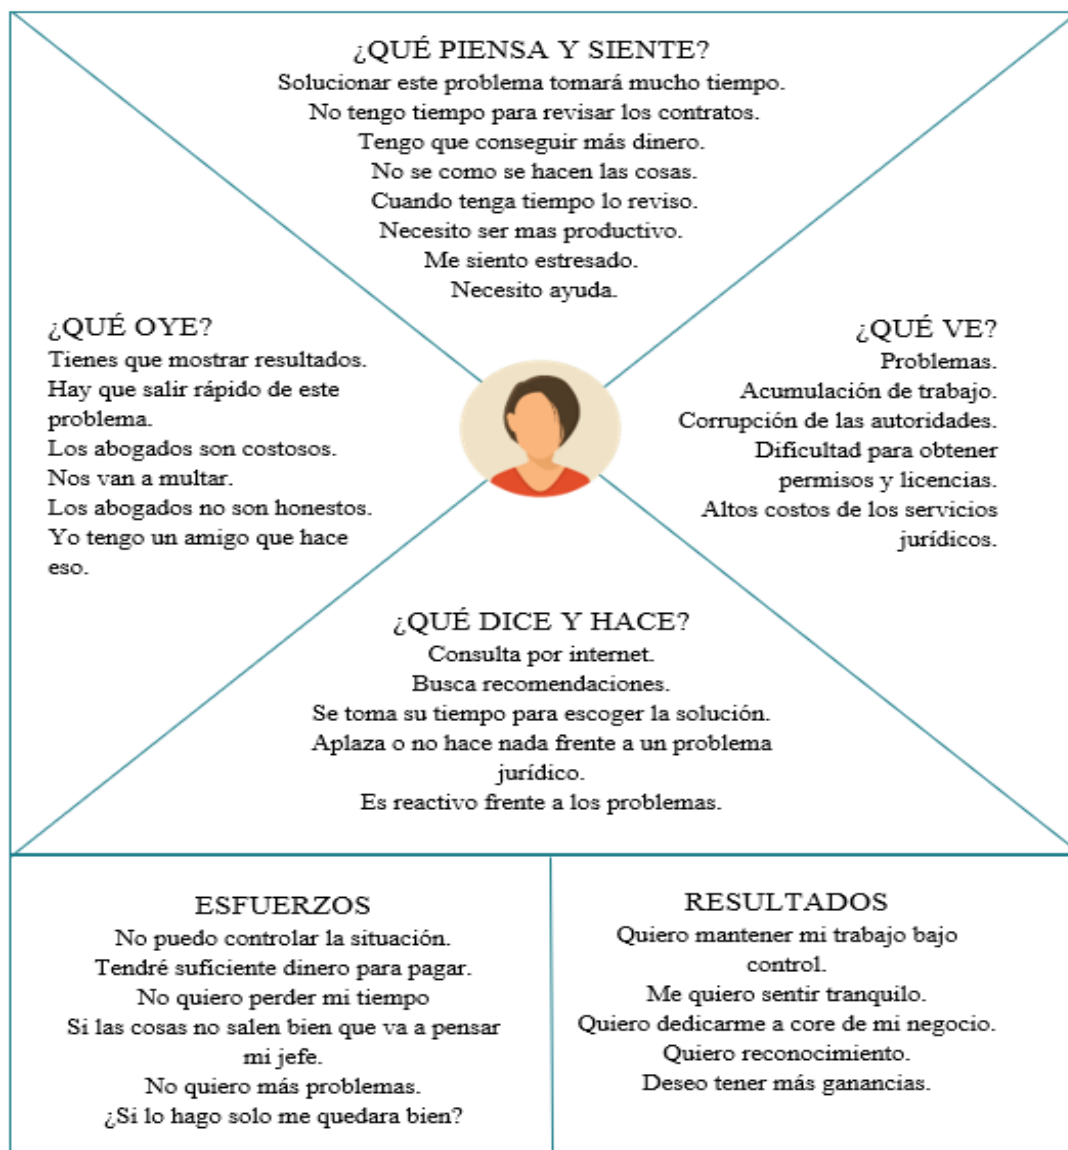 ¿QUÉ PIENSA Y SIENTE?
Solucionar este problema tomará mucho tiempo.
No tengo tiempo para revisar los contratos.
Tengo que conseguir más dinero.
No se como se hacen las cosas.
Cuando tenga tiempo lo reviso.
Necesito ser mas productivo.
Me siento estresado.
Necesito ayuda.
¿QUÉ OYE?
Tienes que mostrar resultados.
Hay que salir rápido de este
problema.
Los abogados son costosos.
Nos van a multar.
Los abogados no son honestos.
Yo tengo un amigo que hace
eso.
¿QUÉ VE?
Problemas.
Acumulación de trabajo.
Corrupción de las autoridades.
Dificultad para obtener
permisos y licencias.
Altos costos de los servicios
jurídicos.
¿QUÉ DICE Y HACE?
Consulta por internet.
Busca recomendaciones.
Se toma su tiempo para escoger la solución.
Aplaza o no hace nada frente a un problema
jurídico.
Es reactivo frente a los problemas.
ESFUERZOS
No puedo controlar la situación.
Tendré suficiente dinero para pagar.
No quiero perder mi tiempo
Si las cosas no salen bien que va a pensar
mi jefe.
No quiero más problemas.
¿Si lo hago solo me quedara bien?
RESULTADOS
Quiero mantener mi trabajo bajo
control.
Me quiero sentir tranquilo.
Quiero dedicarme a core de mi negocio.
Quiero reconocimiento.
Deseo tener más ganancias.